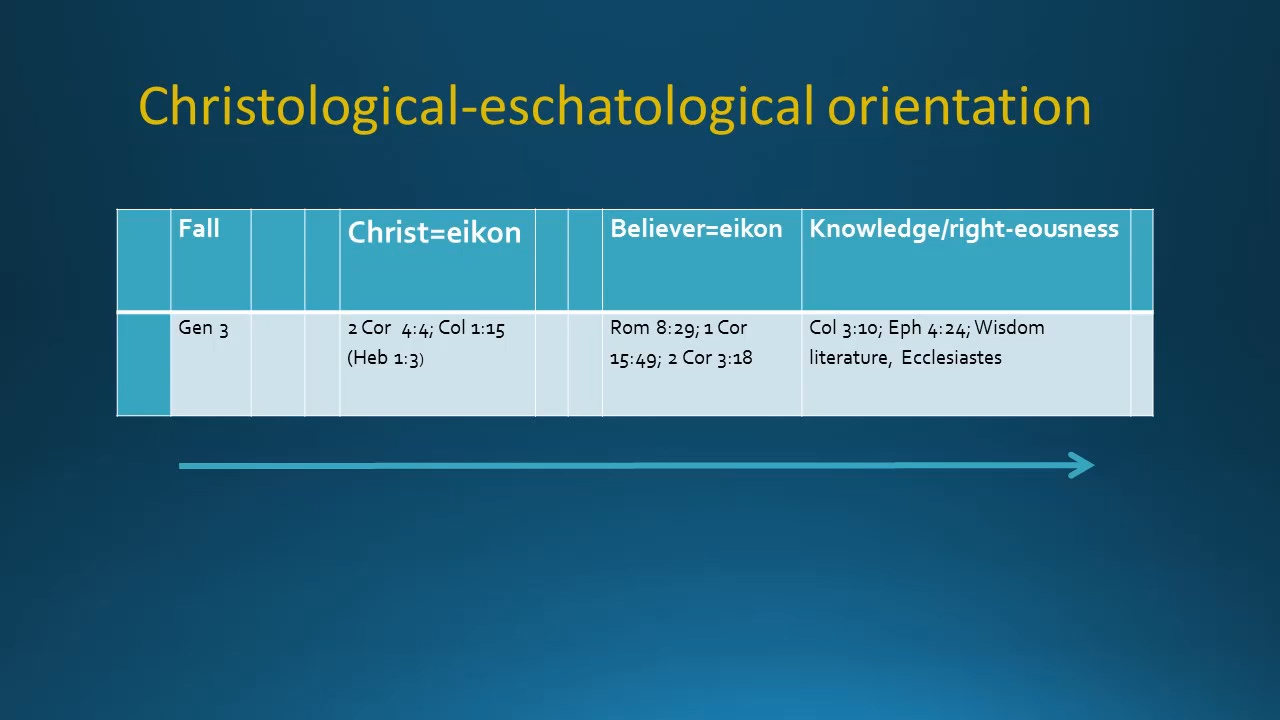 Christological-eschatological orientation
Fall
Christ=eikon
Believer=eikon
Knowledge/right-eousness
Gen 3
2 Cor  4:4; Col 1:15
(Heb 1:3)
Rom 8:29; 1 Cor
15:49; 2 Cor 3:18
Col 3:10; Eph 4:24; Wisdom
literature,  Ecclesiastes